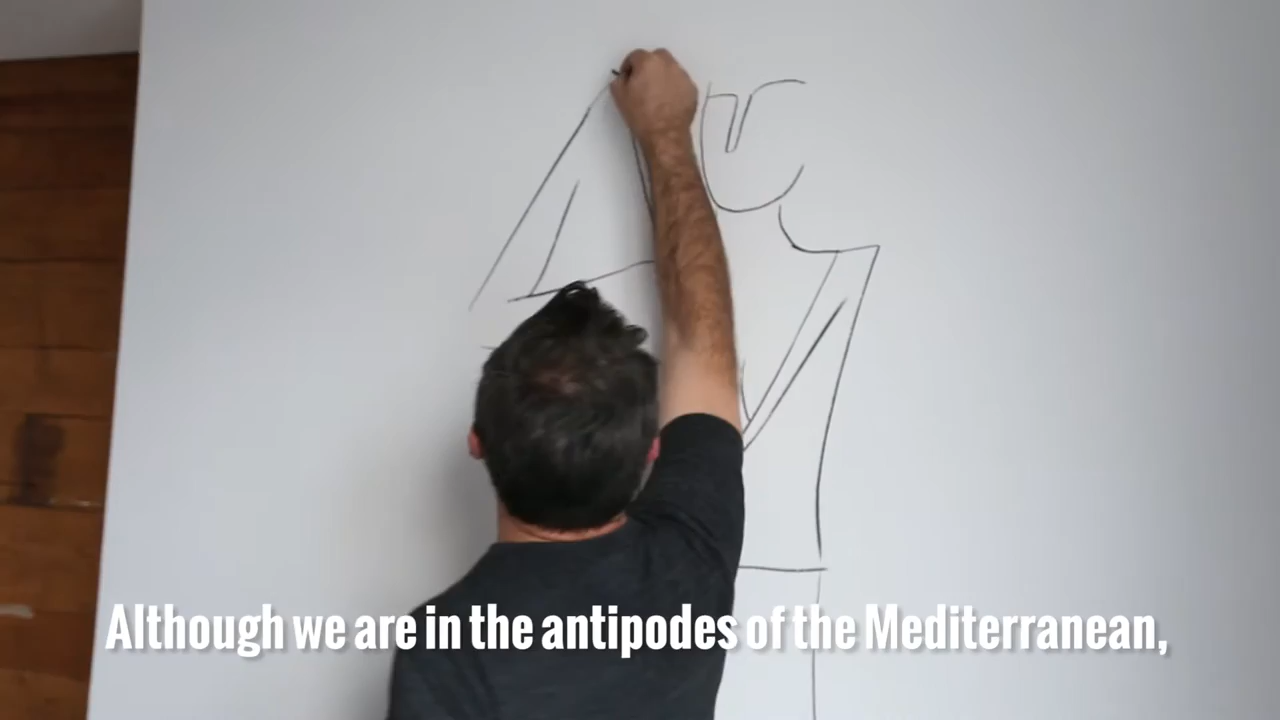 Although we are in the antipodes of the Mediterranean,